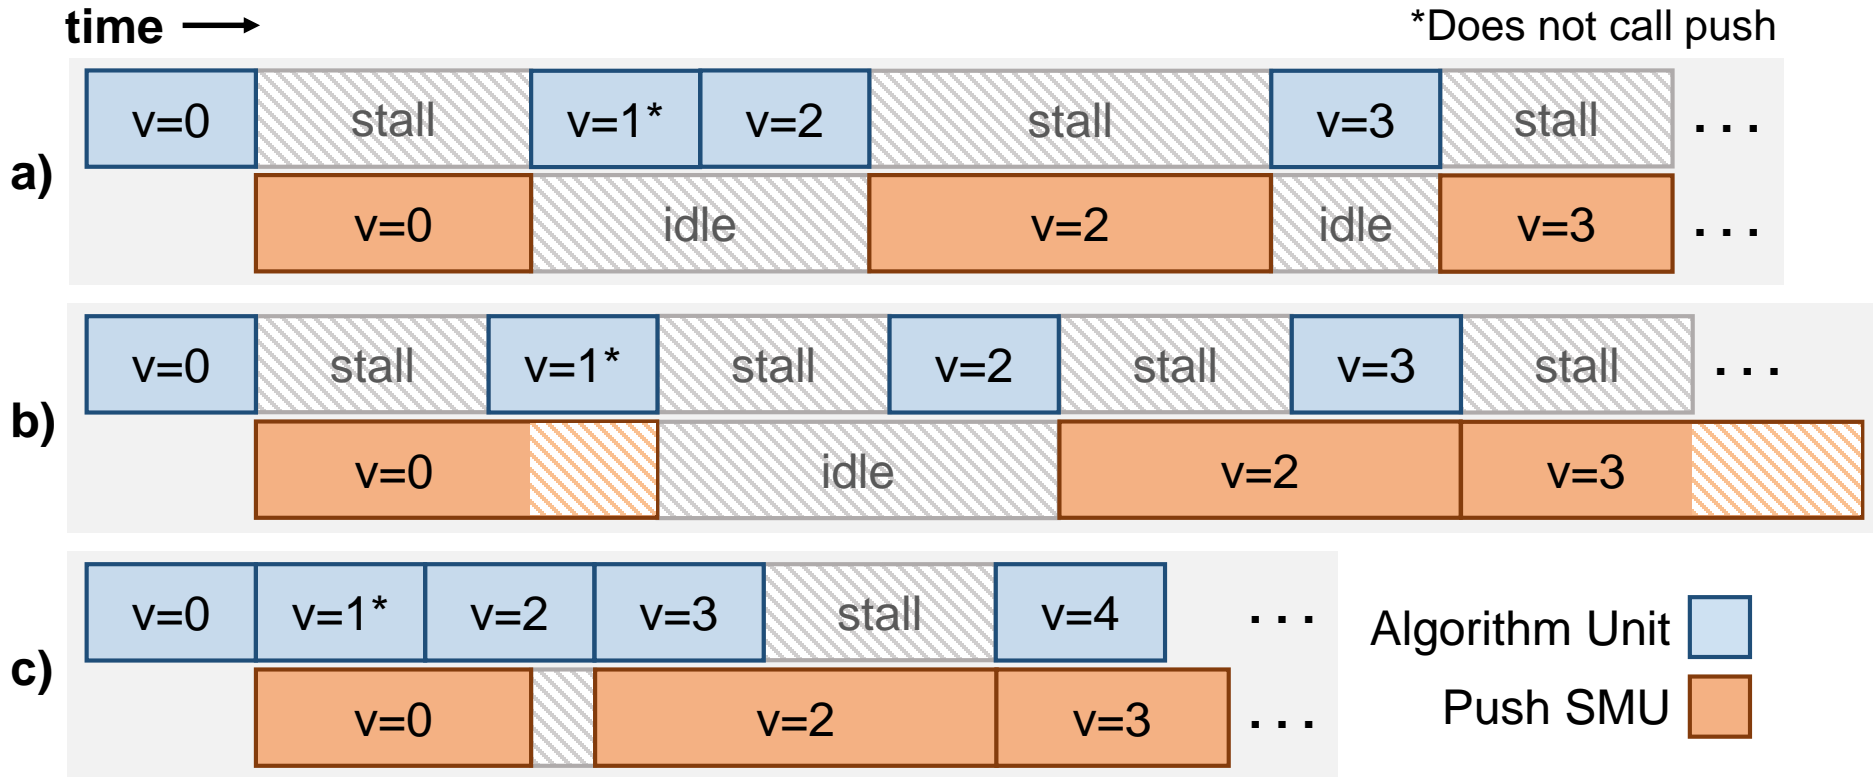 time
*Does not call push
a)
v=0 stall v=1* v=2 stall v=3 stall ...
v=0 idle v=2 idle v=3 ...
b)
v=0 stall v=1* stall v=2 stall v=3 stall ...
v=0 idle v=2 v=3
c)
v=0 v=1* v=2 v=3 stall v=4 ...
v=0 v=2 v=3 ...
Algorithm Unit
Push SMU